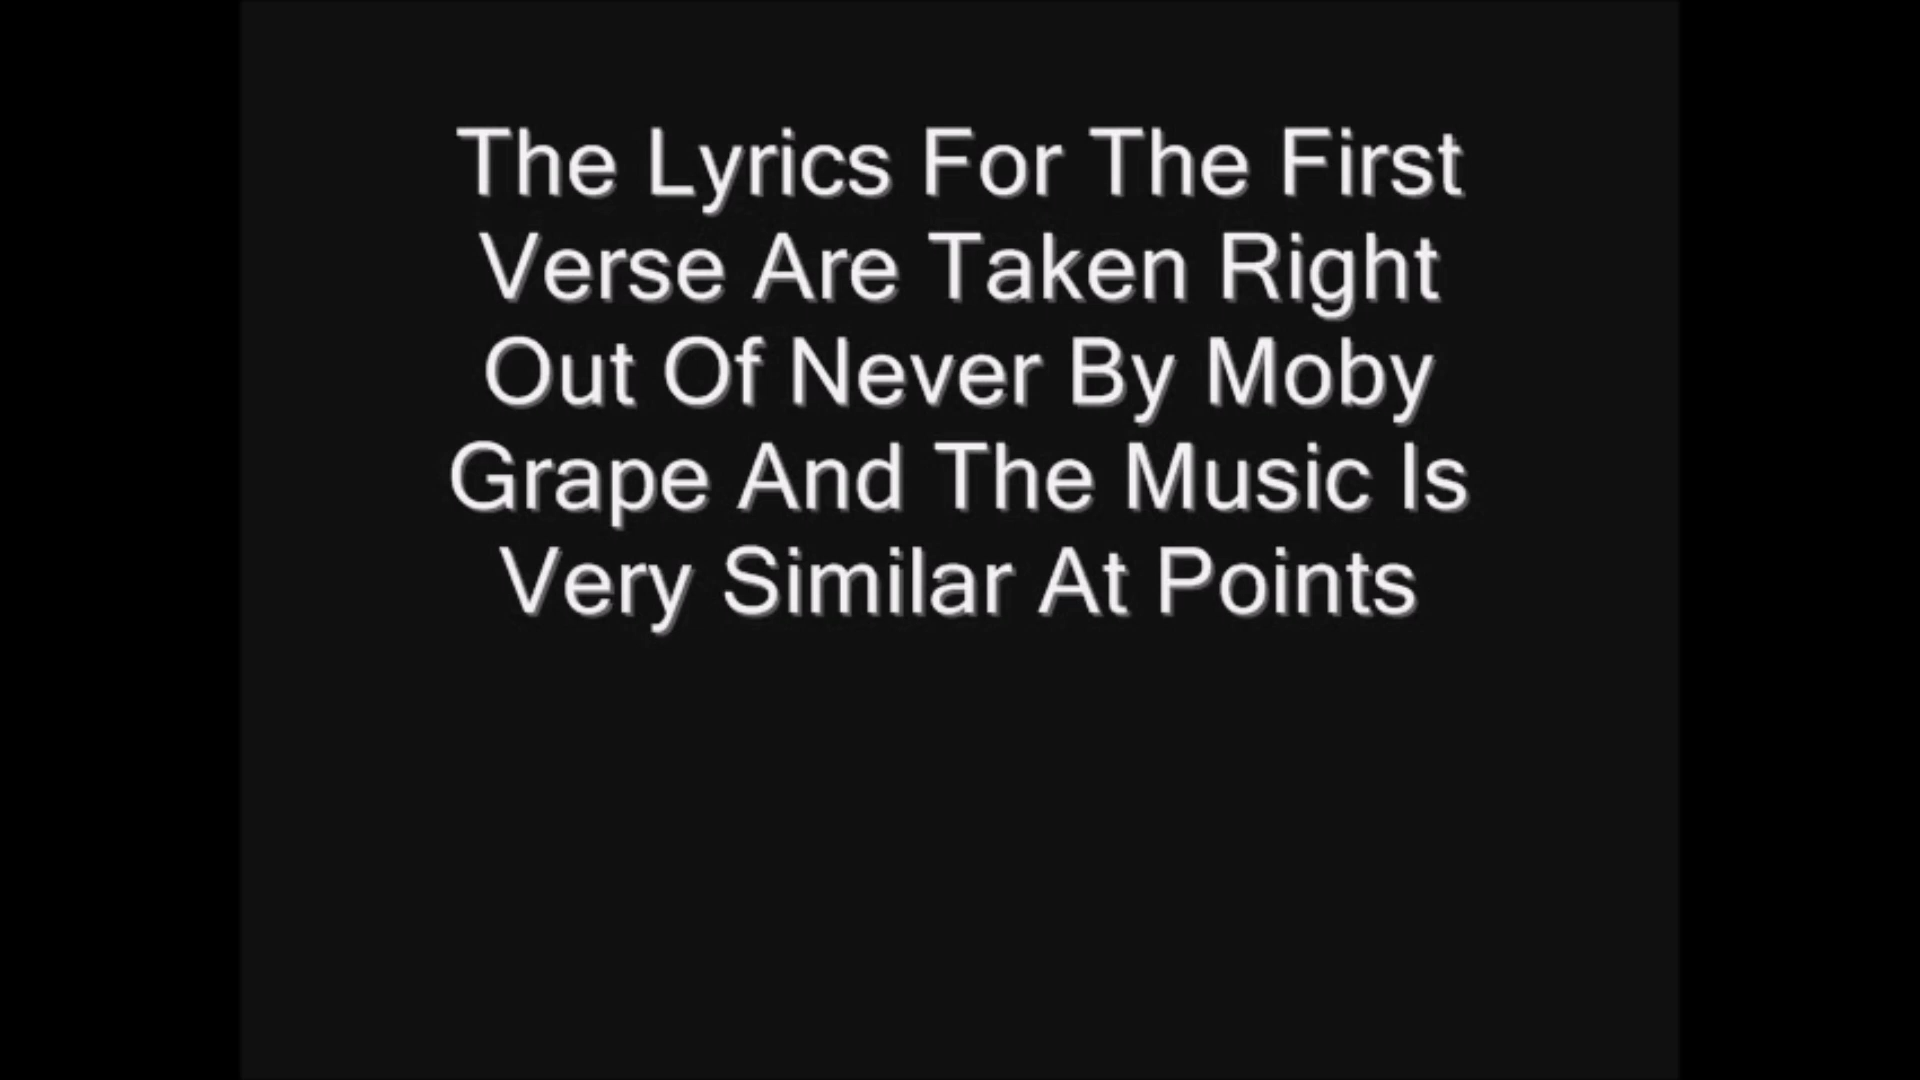 The Lyrics For The First
Verse Are Taken Right
Out Of Never By Moby
Grape And The Music Is
Very Similar At Points